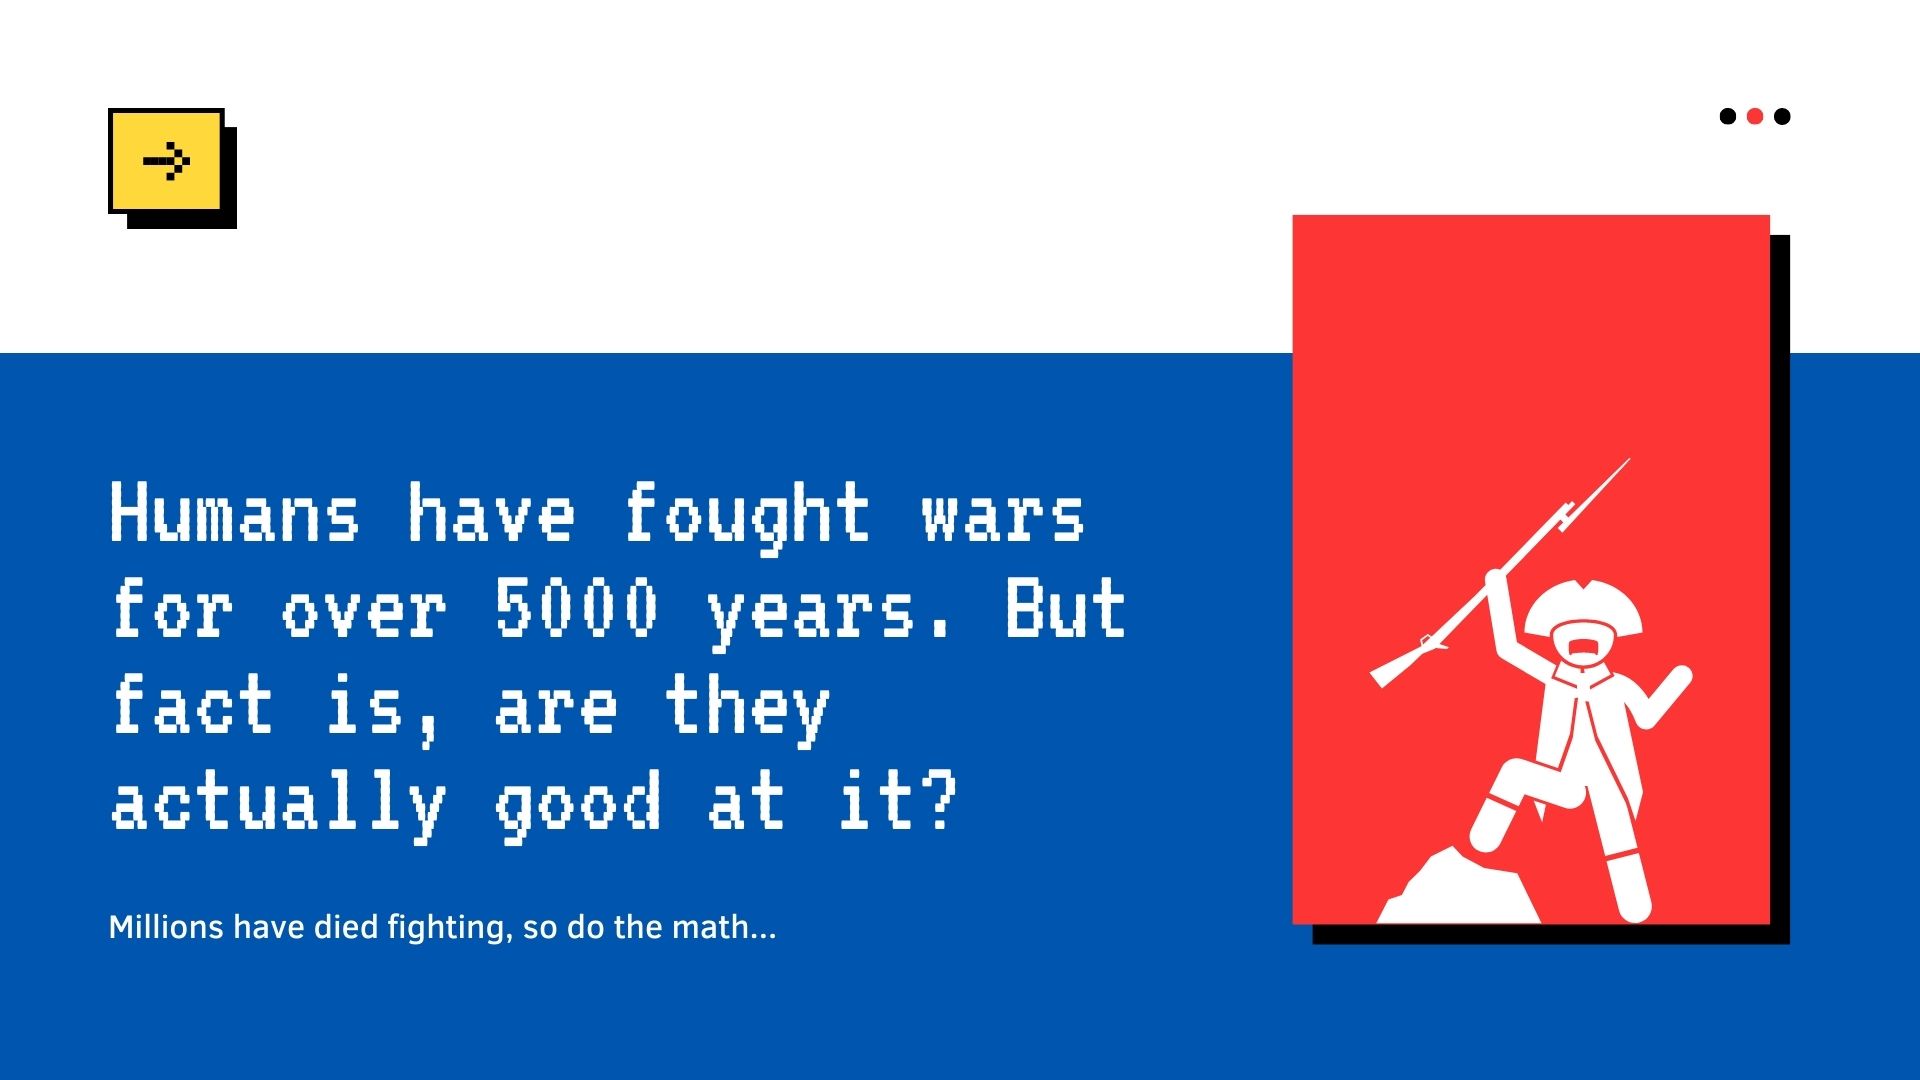 Humans have fought wars
for over 5000 years. But
fact is, are they
actually good at it?
Millions have died fighting, so do the math...